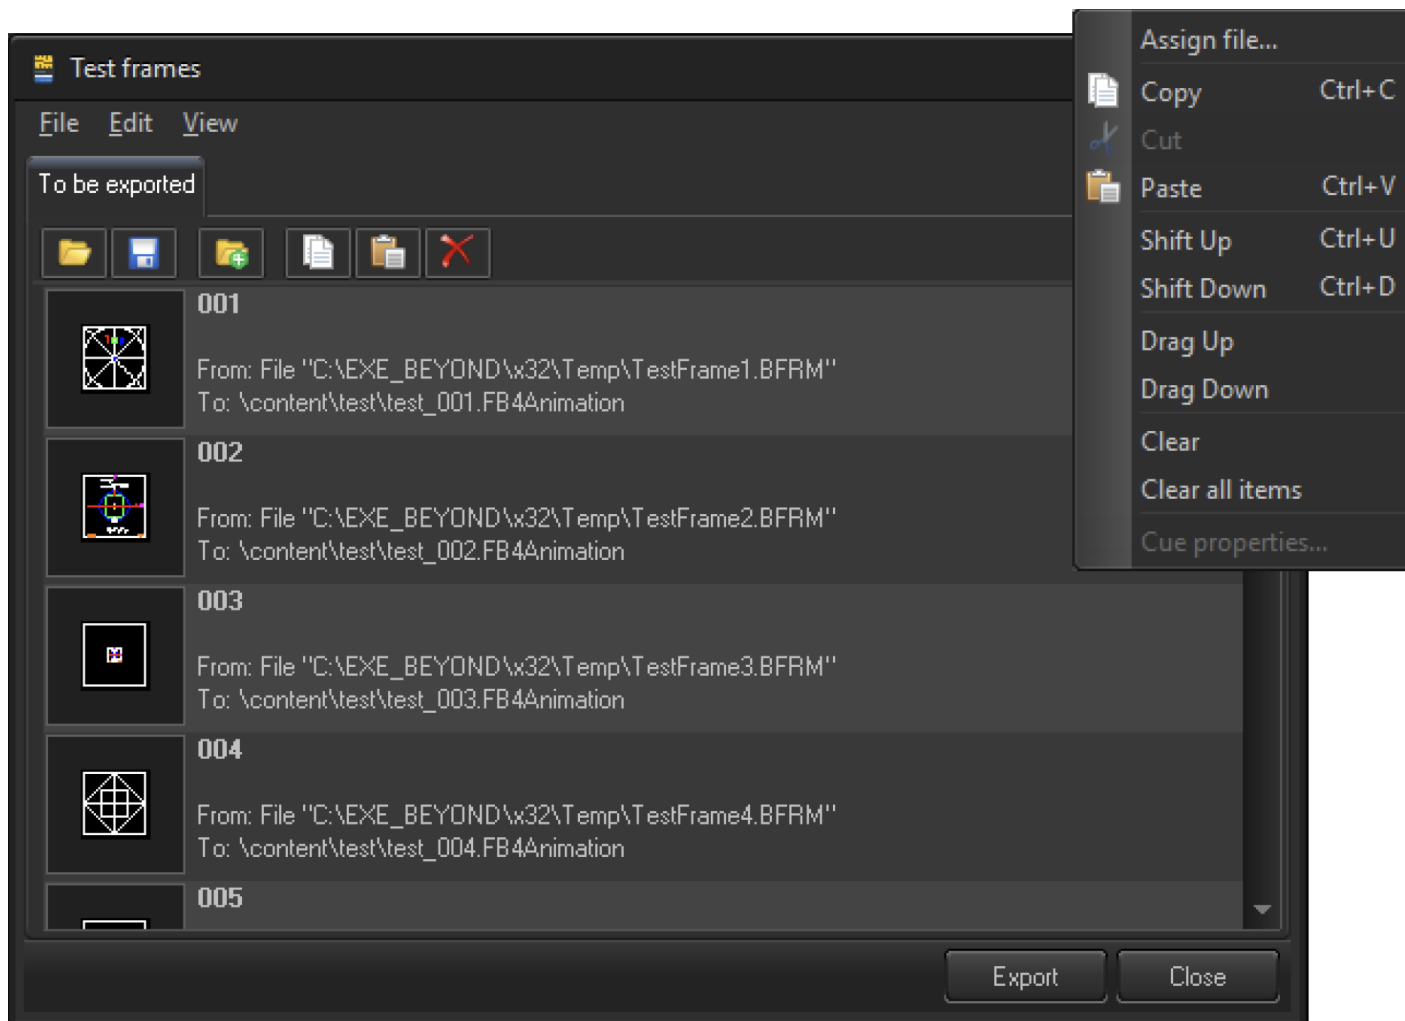 Test frames
File Edit View
To be exported
001
From: File "C:\EXE_BEYOND\x32\Temp\TestFrame1.BFRM"
To: \content\test\test_001.FB4Animation
002
From: File "C:\EXE_BEYOND\x32\Temp\TestFrame2.BFRM"
To: \content\test\test_002.FB4Animation
003
From: File "C:\EXE_BEYOND\x32\Temp\TestFrame3.BFRM"
To: \content\test\test_003.FB4Animation
004
From: File "C:\EXE_BEYOND\x32\Temp\TestFrame4.BFRM"
To: \content\test\test_004.FB4Animation
005
Export Close
Assign file...
Copy Ctrl+C
Cut
Paste Ctrl+V
Shift Up Ctrl+U
Shift Down Ctrl+D
Drag Up
Drag Down
Clear
Clear all items
Cue properties...